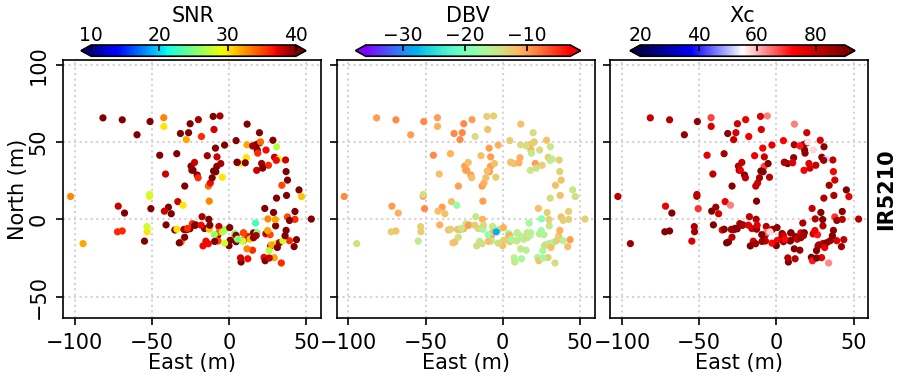 SNR DBV Xc
10 20 30 40 −30 −20 −10 20 40 60 80
100
50
0
−50
North (m)
IR5210
−100 −50 0 50 −100 −50 0 50 −100 −50 0 50
East (m) East (m) East (m)